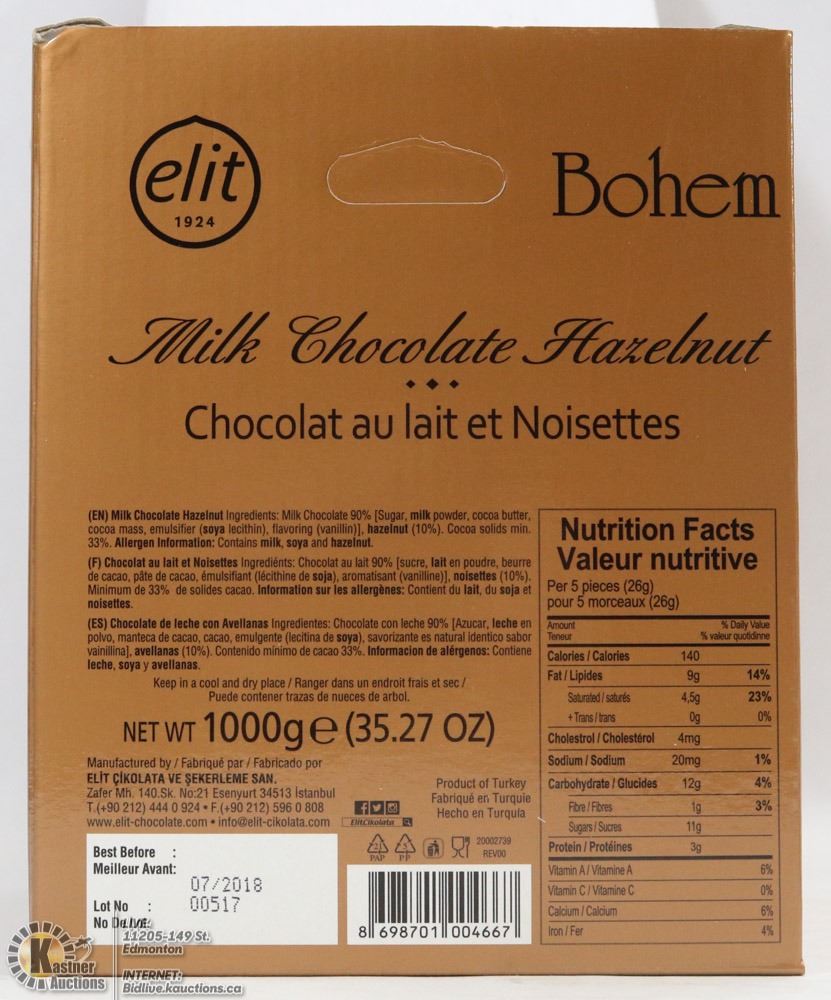 elit
1924
Bohem
Milk Chocolate Hazelnut
Chocolat au lait et Noisettes
(EN) Milk Chocolate Hazelnut Ingredients: Milk Chocolate 90% [Sugar, milk powder, cocoa butter,
cocoa mass, emulsifier (soya lecithin), flavoring (vanillin)], hazelnut (10%). Cocoa solids min.
33%. Allergen Information: Contains milk, soya and hazelnut.
(F) Chocolat au lait et Noisettes Ingrediénts: Chocolat au lait 90% [sucre, lait en poudre, beurre
de cacao, pâte de cacao, émulsifiant (lécithine de soja), aromatisant (vanilline)], noisettes (10%).
Minimum de 33% de solides cacao. Information sur les allergènes: Contient du lait, du soja et
noisettes.
(ES) Chocolate de leche con Avellanas Ingredientes: Chocolate con leche 90% [Azucar, leche en
polvo, manteca de cacao, cacao, emulgente (lecitina de soya), savorizante es natural identico sabor
vainillina], avellanas (10%). Contenido mínimo de cacao 33%. Informacion de alérgenos: Contiene
leche, soya y avellanas.
Keep in a cool and dry place / Ranger dans un endroit frais et sec /
Puede contener trazas de nueces de arbol.
NET WT 1000g e (35.27 OZ)
Manufactured by / Fabriqué par / Fabricado por
ELİT ÇİKOLATA VE ŞEKERLEME SAN.
Zafer Mh. 140.Sk. No:21 Esenyurt 34513 İstanbul
T.(+90 212) 444 0 924 • F.(+90 212) 596 0 808
www.elit-chocolate.com • info@elit-cikolata.com
ElitCikolata
Product of Turkey
Fabriqué en Turquie
Hecho en Turquía
PAP
PP
20002739
REV00
Best Before :
Meilleur Avant:
07/2018
Lot No : 00517
No Du
8 698701 004667
Nutrition Facts
Valeur nutritive
Per 5 pieces (26g)
pour 5 morceaux (26g)
Amount % Daily Value
Teneur % valeur quotidinne
Calories / Calories 140
Fat / Lipides 9g 14%
Saturated / saturés 4,5g 23%
+ Trans / trans 0g 0%
Cholestrol / Cholestérol 4mg
Sodium / Sodium 20mg 1%
Carbohydrate / Glucides 12g 4%
Fibre / Fibres 1g 3%
Sugars / Sucres 11g
Protein / Protéines 3g
Vitamin A / Vitamine A 6%
Vitamin C / Vitamine C 0%
Calcium / Calcium 6%
Iron / Fer 4%
Kastner
Auctions
LIVE:
11205-149 St.
Edmonton
INTERNET:
Bidlive.kauctions.ca